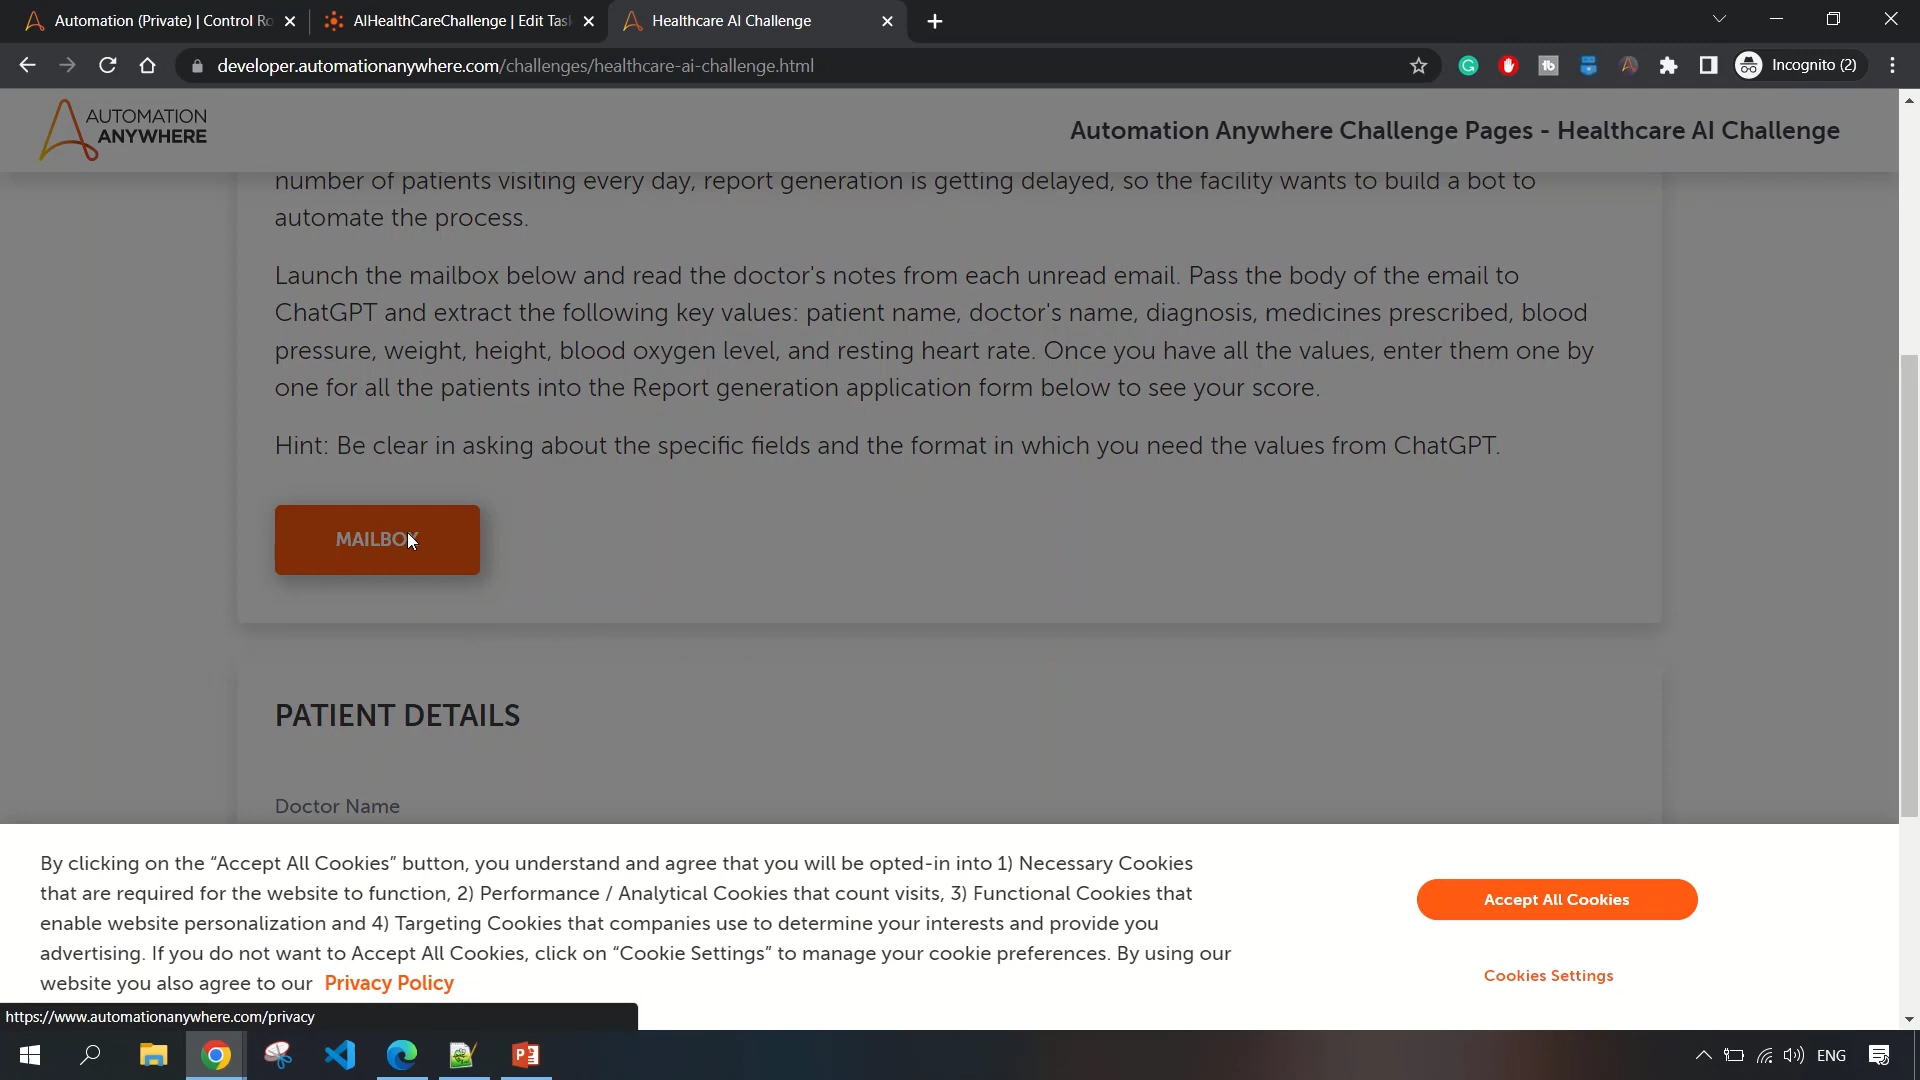 Automation (Private) | Control Ro
AIHealthCareChallenge | Edit Tas
Healthcare AI Challenge
developer.automationanywhere.com/challenges/healthcare-ai-challenge.html
Incognito (2)
AUTOMATION
ANYWHERE
Automation Anywhere Challenge Pages - Healthcare AI Challenge
number of patients visiting every day, report generation is getting delayed, so the facility wants to build a bot to
automate the process.
Launch the mailbox below and read the doctor's notes from each unread email. Pass the body of the email to
ChatGPT and extract the following key values: patient name, doctor's name, diagnosis, medicines prescribed, blood
pressure, weight, height, blood oxygen level, and resting heart rate. Once you have all the values, enter them one by
one for all the patients into the Report generation application form below to see your score.
Hint: Be clear in asking about the specific fields and the format in which you need the values from ChatGPT.
MAILBOX
PATIENT DETAILS
Doctor Name
By clicking on the “Accept All Cookies” button, you understand and agree that you will be opted-in into 1) Necessary Cookies
that are required for the website to function, 2) Performance / Analytical Cookies that count visits, 3) Functional Cookies that
enable website personalization and 4) Targeting Cookies that companies use to determine your interests and provide you
advertising. If you do not want to Accept All Cookies, click on “Cookie Settings” to manage your cookie preferences. By using our
website you also agree to our Privacy Policy
Accept All Cookies
Cookies Settings
https://www.automationanywhere.com/privacy
ENG